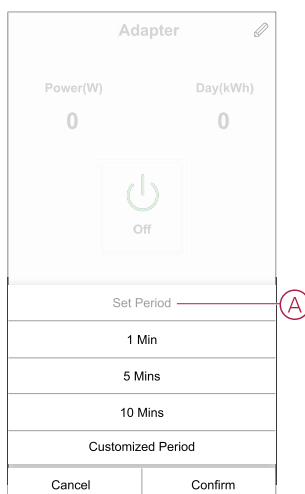 Adapter
Power(W) Day(kWh)
0 0
Off
Set Period A
1 Min
5 Mins
10 Mins
Customized Period
Cancel Confirm